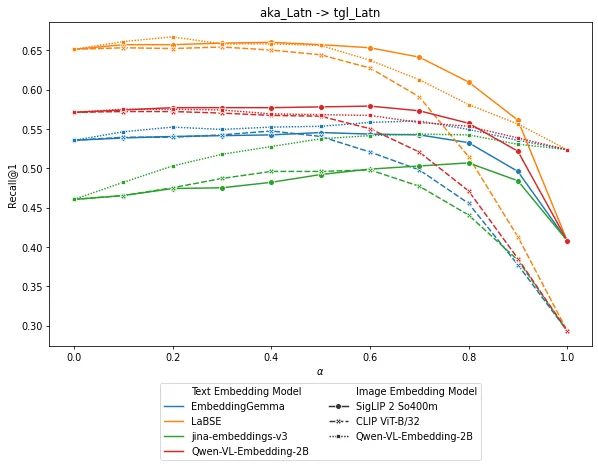 aka_Latn -> tgl_Latn
Recall@1
0.65
0.60
0.55
0.50
0.45
0.40
0.35
0.30
0.0
0.2
0.4
0.6
0.8
1.0
α
Text Embedding Model
EmbeddingGemma
LaBSE
jina-embeddings-v3
Qwen-VL-Embedding-2B
Image Embedding Model
SigLIP 2 So400m
CLIP ViT-B/32
Qwen-VL-Embedding-2B